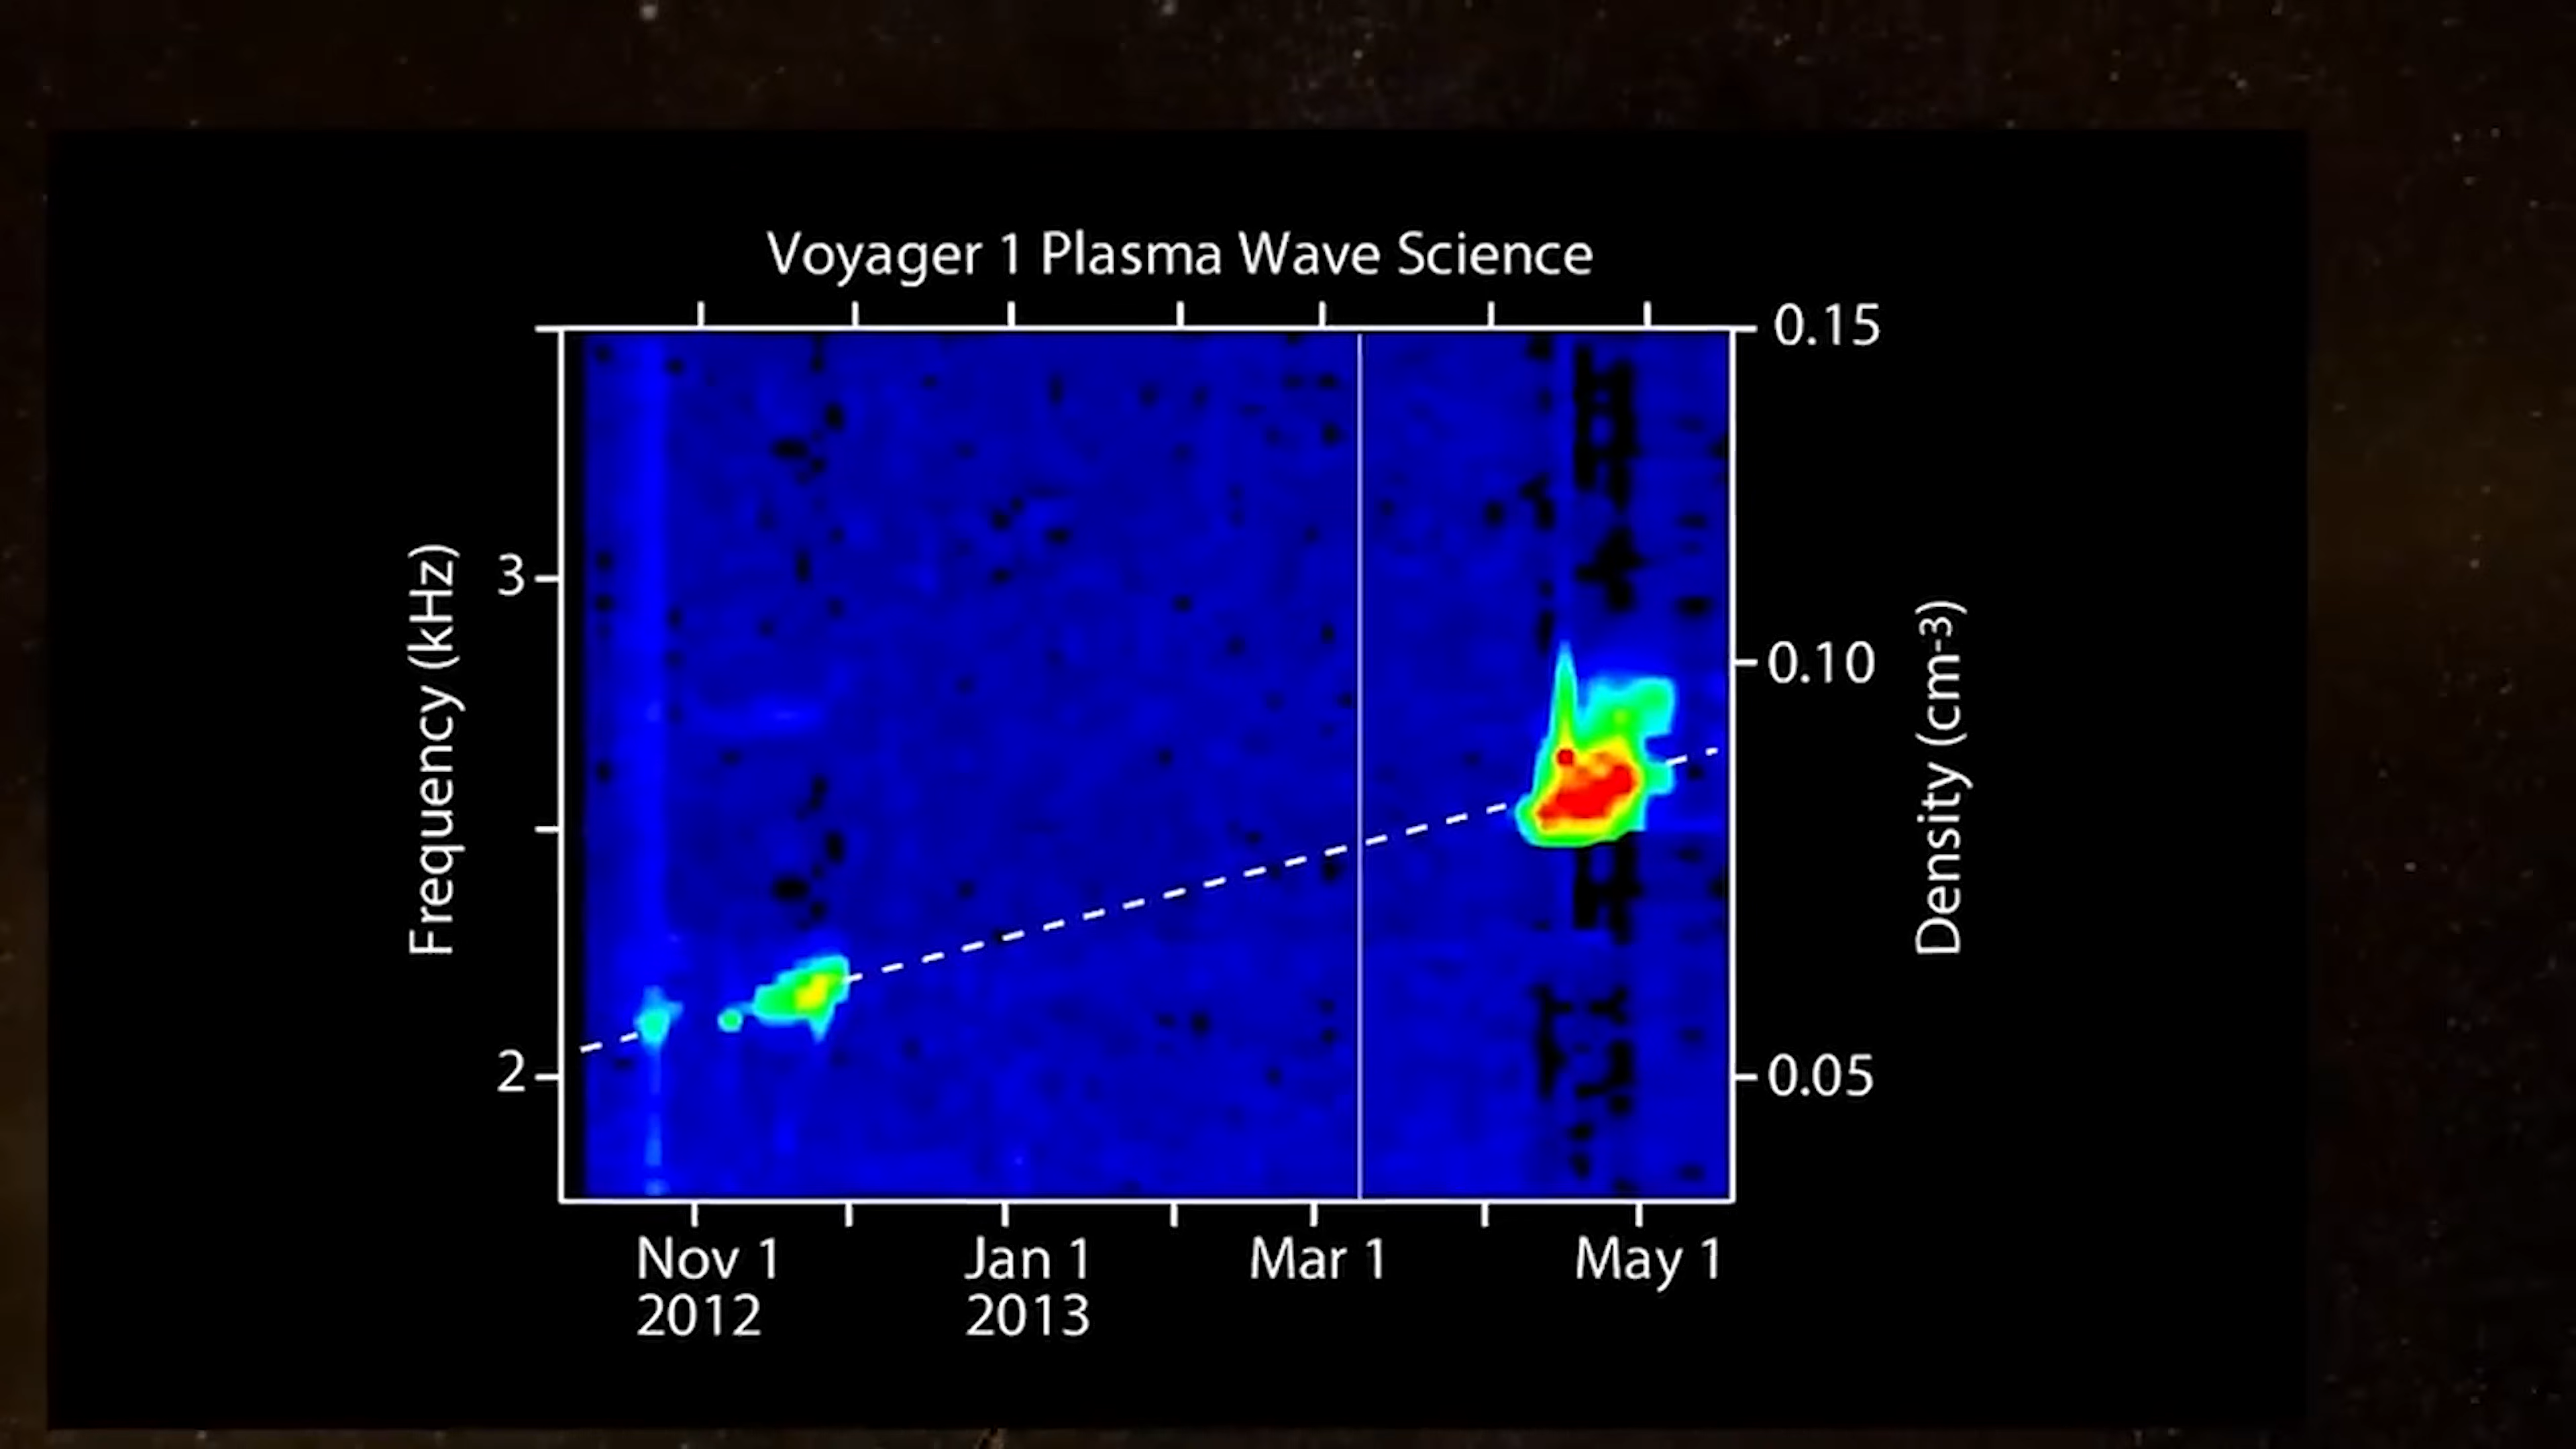 Voyager 1 Plasma Wave Science
0.15
3
0.10
Frequency (kHz)
Density (cm-3)
2
0.05
Nov 1
2012
Jan 1
2013
Mar 1
May 1